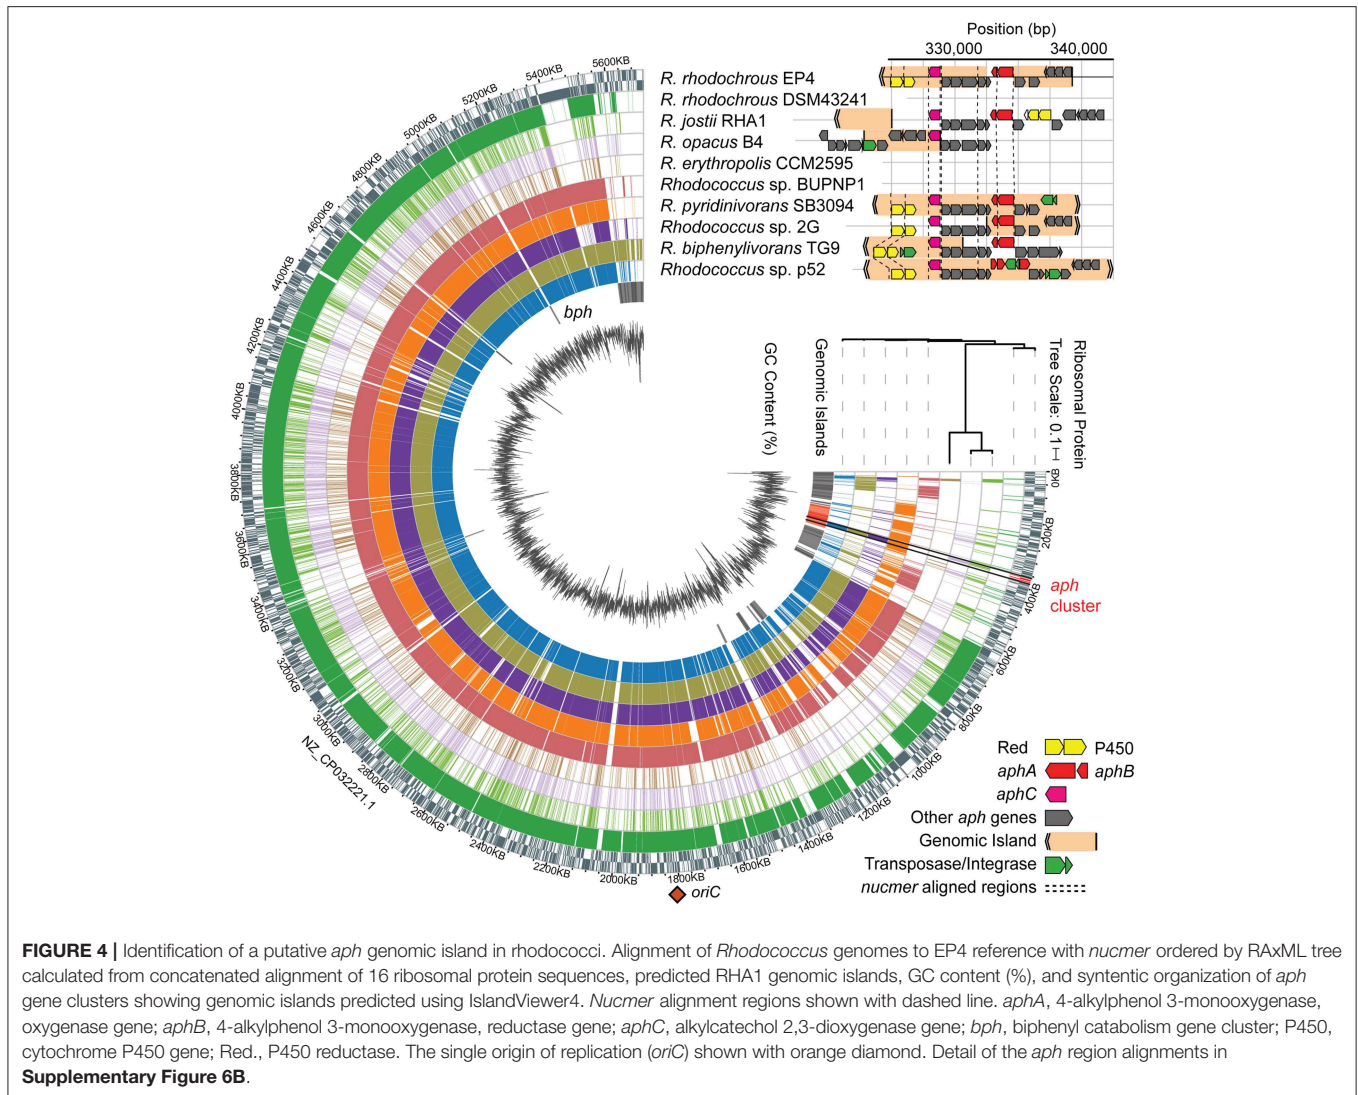 Position (bp)
330,000 340,000
R. rhodochrous EP4
R. rhodochrous DSM43241
R. jostii RHA1
R. opacus B4
R. erythropolis CCM2595
Rhodococcus sp. BUPNP1
R. pyridinivorans SB3094
Rhodococcus sp. 2G
R. biphenylivorans TG9
Rhodococcus sp. p52
Ribosomal Protein
Tree Scale: 0.1
Genomic Islands
GC Content (%)
bph
0KB
200KB
400KB
600KB
800KB
1000KB
1200KB
1400KB
1600KB
1800KB
2000KB
2200KB
2400KB
2600KB
2800KB
3000KB
3200KB
3400KB
3600KB
3800KB
4000KB
4200KB
4400KB
4600KB
4800KB
5000KB
5200KB
5400KB
5600KB
NZ_CP032221.1
aph
cluster
oriC
Red P450
aphA aphB
aphC
Other aph genes
Genomic Island
Transposase/Integrase
nucmer aligned regions
FIGURE 4 | Identification of a putative aph genomic island in rhodococci. Alignment of Rhodococcus genomes to EP4 reference with nucmer ordered by RAxML tree
calculated from concatenated alignment of 16 ribosomal protein sequences, predicted RHA1 genomic islands, GC content (%), and syntentic organization of aph
gene clusters showing genomic islands predicted using IslandViewer4. Nucmer alignment regions shown with dashed line. aphA, 4-alkylphenol 3-monooxygenase,
oxygenase gene; aphB, 4-alkylphenol 3-monooxygenase, reductase gene; aphC, alkylcatechol 2,3-dioxygenase gene; bph, biphenyl catabolism gene cluster; P450,
cytochrome P450 gene; Red., P450 reductase. The single origin of replication (oriC) shown with orange diamond. Detail of the aph region alignments in
Supplementary Figure 6B.